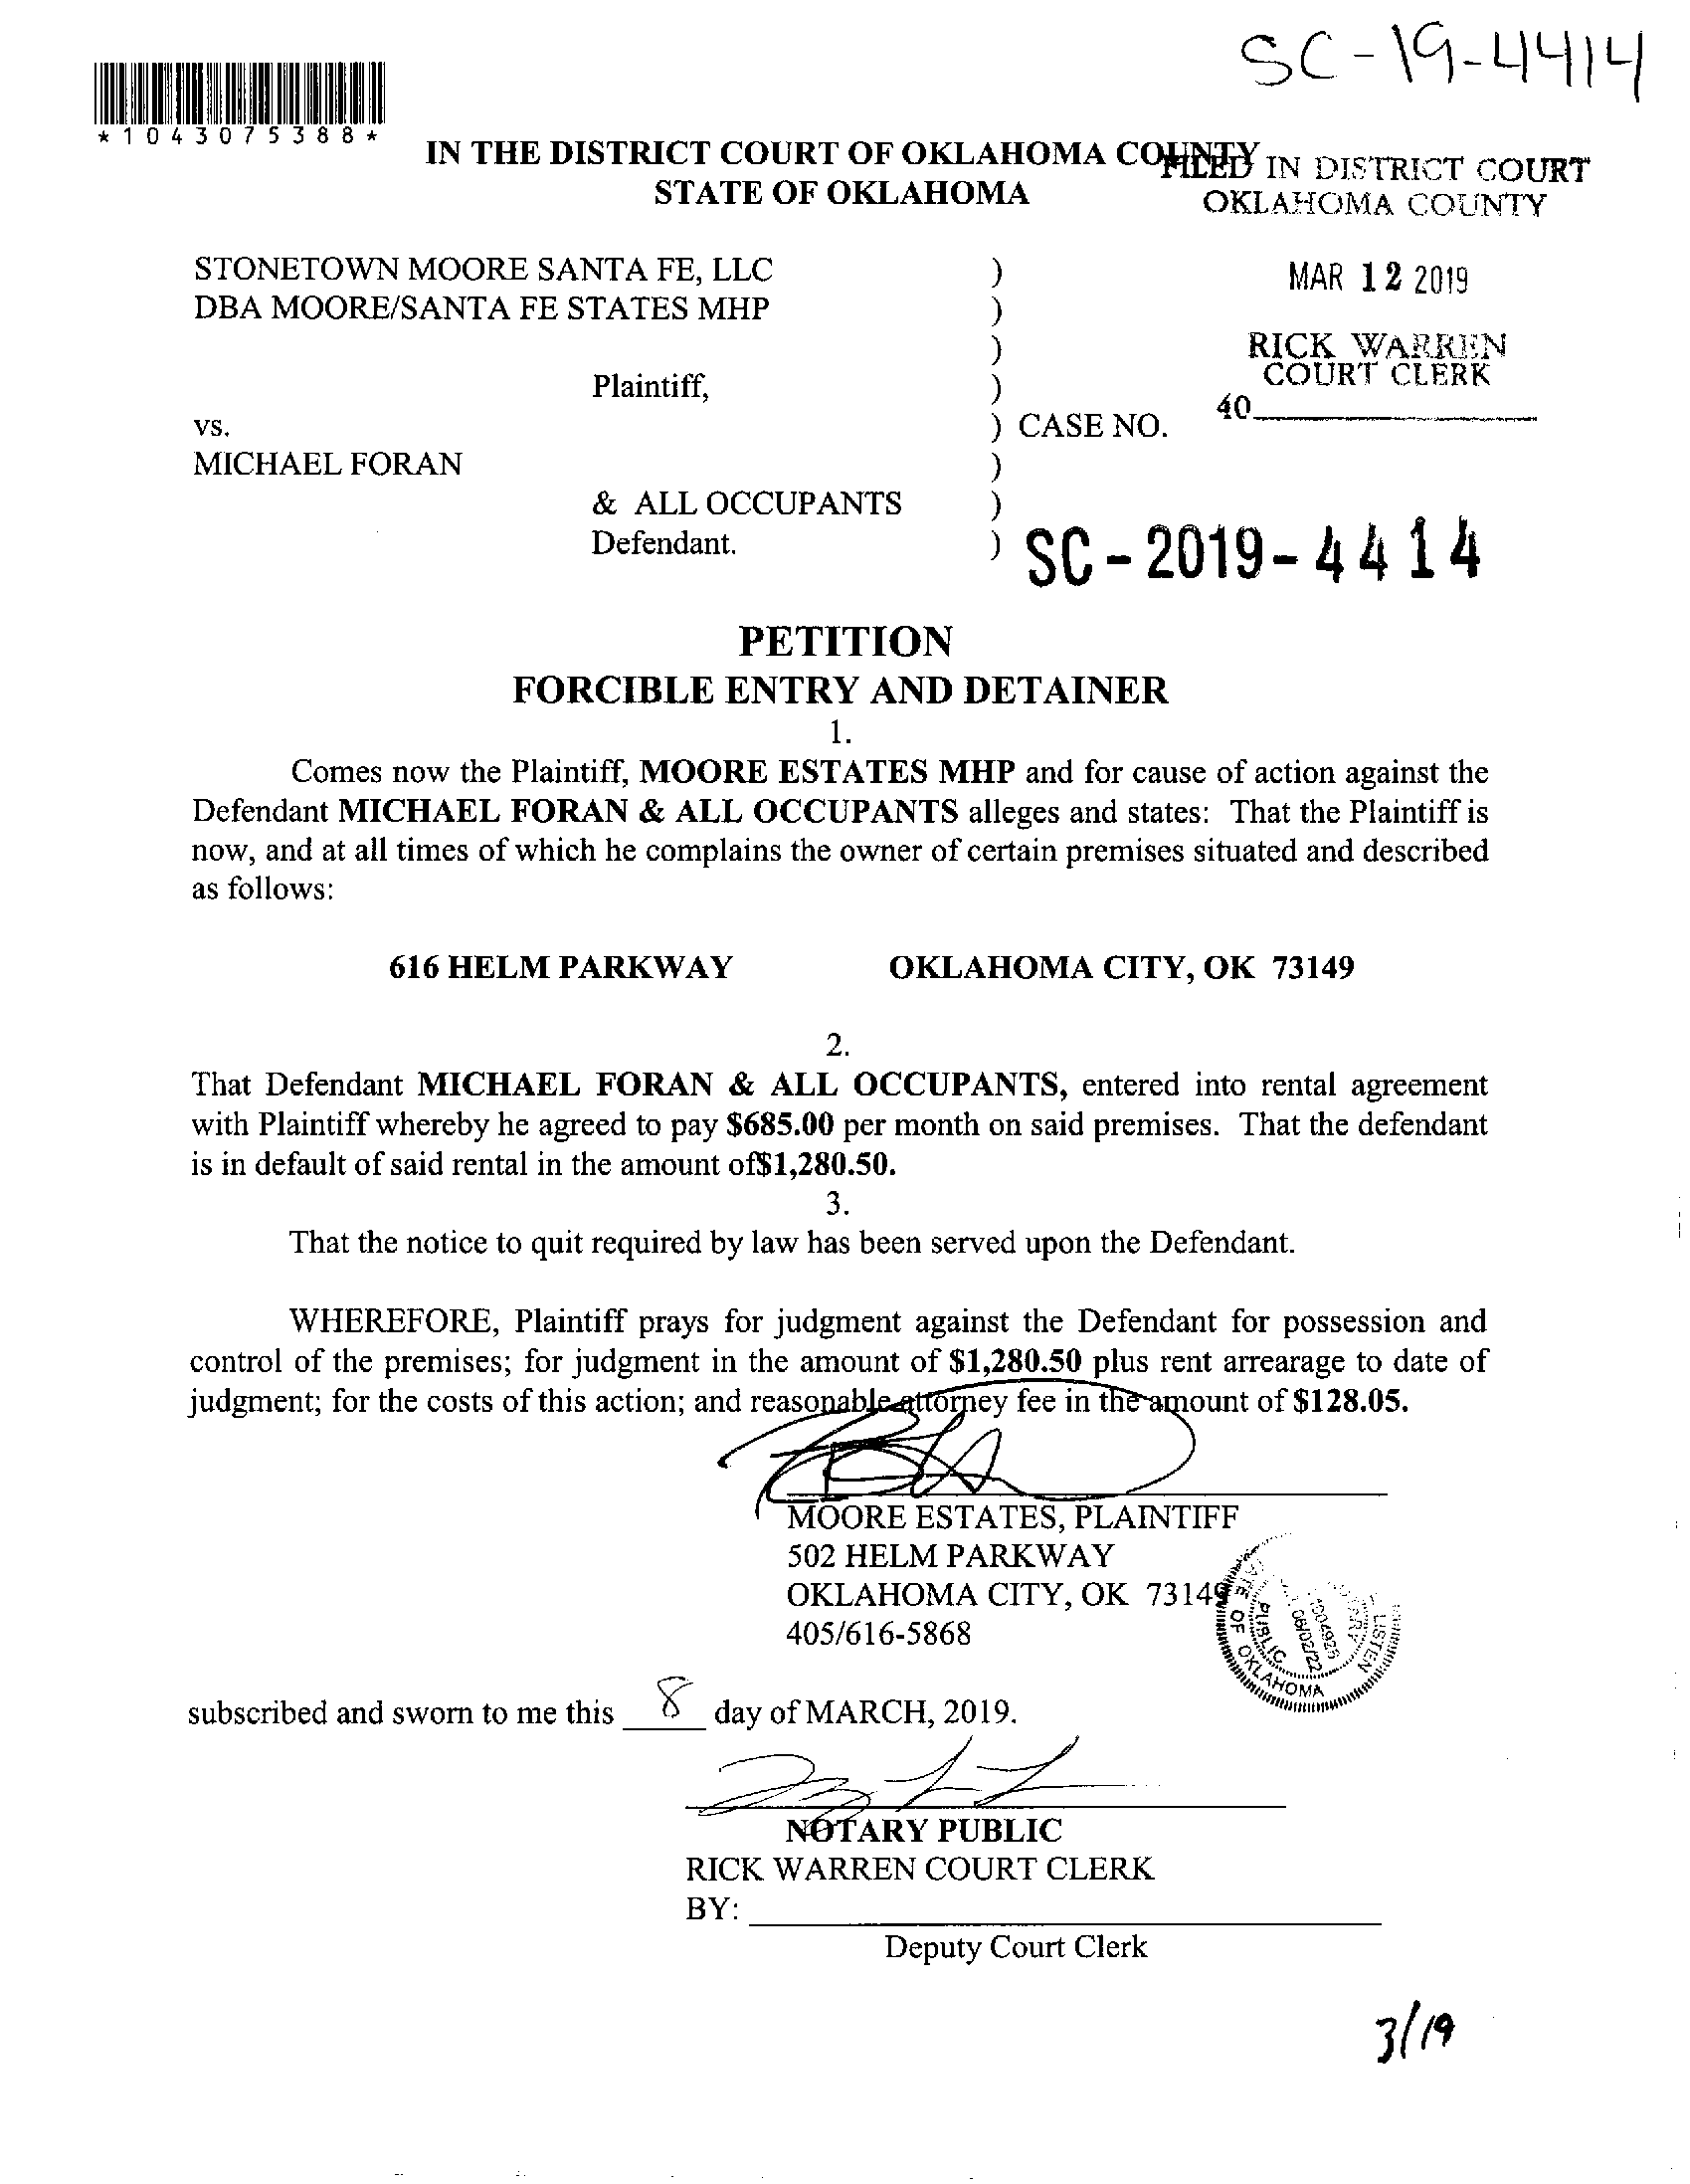 SC-19-4414
*1043075388*
IN THE DISTRICT COURT OF OKLAHOMA COUNTY
STATE OF OKLAHOMA
FILED IN DISTRICT COURT
OKLAHOMA COUNTY
MAR 12 2019
RICK WARREN
COURT CLERK
40
STONETOWN MOORE SANTA FE, LLC )
DBA MOORE/SANTA FE STATES MHP )
)
Plaintiff, )
vs. ) CASE NO.
MICHAEL FORAN )
& ALL OCCUPANTS )
Defendant. ) SC-2019-4414
PETITION
FORCIBLE ENTRY AND DETAINER
1.
Comes now the Plaintiff, MOORE ESTATES MHP and for cause of action against the
Defendant MICHAEL FORAN & ALL OCCUPANTS alleges and states: That the Plaintiff is
now, and at all times of which he complains the owner of certain premises situated and described
as follows:
616 HELM PARKWAY OKLAHOMA CITY, OK 73149
2.
That Defendant MICHAEL FORAN & ALL OCCUPANTS, entered into rental agreement
with Plaintiff whereby he agreed to pay $685.00 per month on said premises. That the defendant
is in default of said rental in the amount of$1,280.50.
3.
That the notice to quit required by law has been served upon the Defendant.
WHEREFORE, Plaintiff prays for judgment against the Defendant for possession and
control of the premises; for judgment in the amount of $1,280.50 plus rent arrearage to date of
judgment; for the costs of this action; and reasonable attorney fee in the amount of $128.05.
MOORE ESTATES, PLAINTIFF
502 HELM PARKWAY
OKLAHOMA CITY, OK 73149
405/616-5868
PUBLIC
OF OKLAHOMA
subscribed and sworn to me this 8 day of MARCH, 2019.
NOTARY PUBLIC
RICK WARREN COURT CLERK
BY:
Deputy Court Clerk
3/19